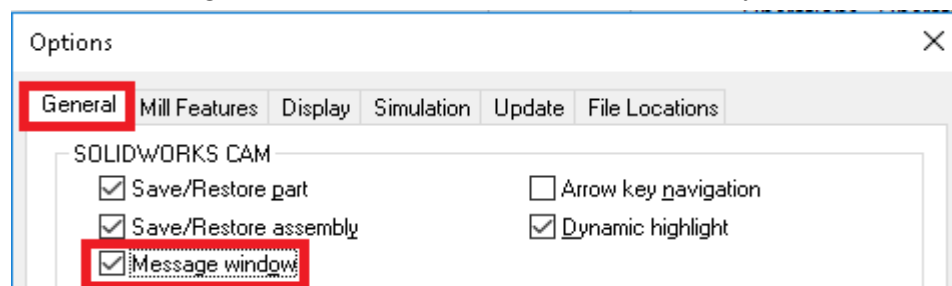 Options
General Mill Features Display Simulation Update File Locations
SOLIDWORKS CAM
Save/Restore part Arrow key navigation
Save/Restore assembly Dynamic highlight
Message window